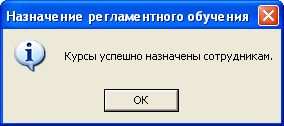 Назначение регламентного обучения
Курсы успешно назначены сотрудникам.
OK